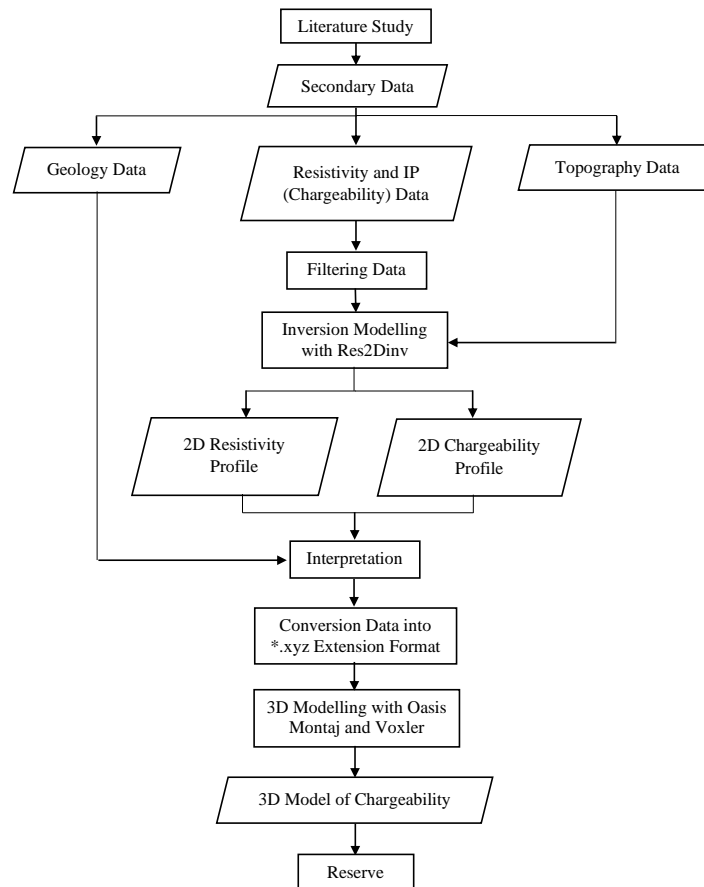 Literature Study
Secondary Data
Geology Data
Resistivity and IP
(Chargeability) Data
Topography Data
Filtering Data
Inversion Modelling
with Res2Dinv
2D Resistivity
Profile
2D Chargeability
Profile
Interpretation
Conversion Data into
*.xyz Extension Format
3D Modelling with Oasis
Montaj and Voxler
3D Model of Chargeability
Reserve